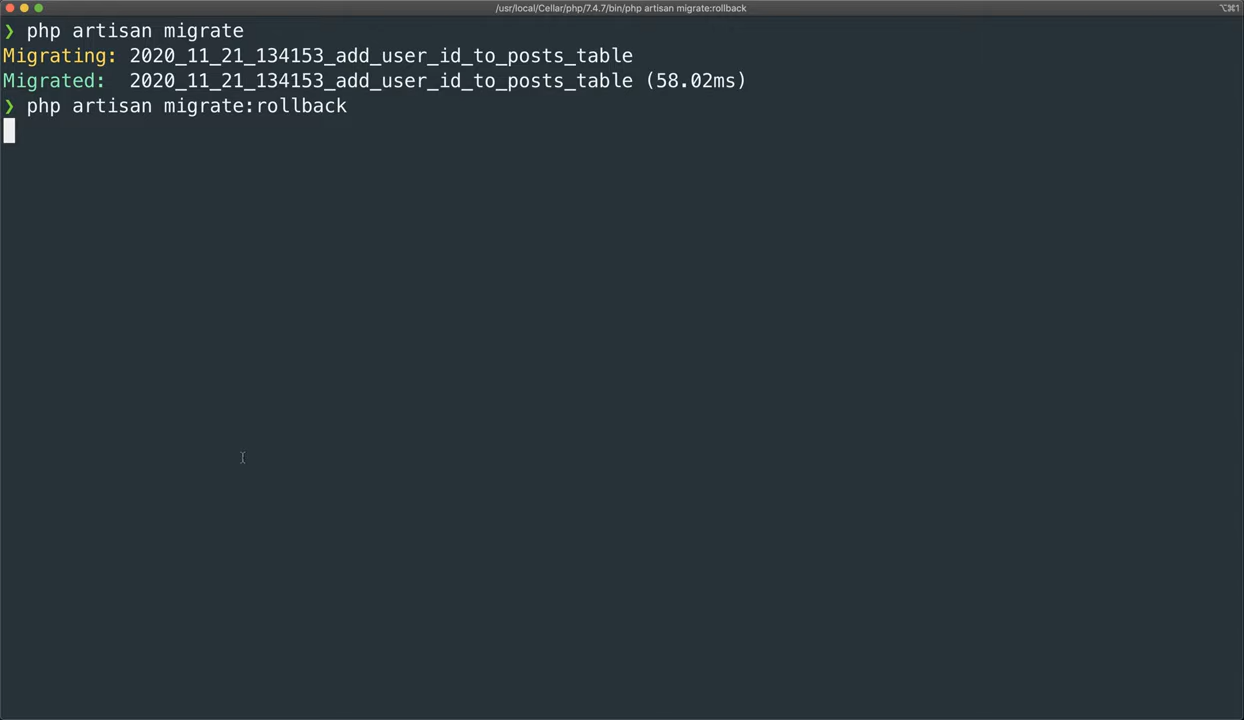 /usr/local/Cellar/php/7.4.7/bin/php artisan migrate:rollback
⌥⌘1
❯ php artisan migrate
Migrating: 2020_11_21_134153_add_user_id_to_posts_table
Migrated:  2020_11_21_134153_add_user_id_to_posts_table (58.02ms)
❯ php artisan migrate:rollback